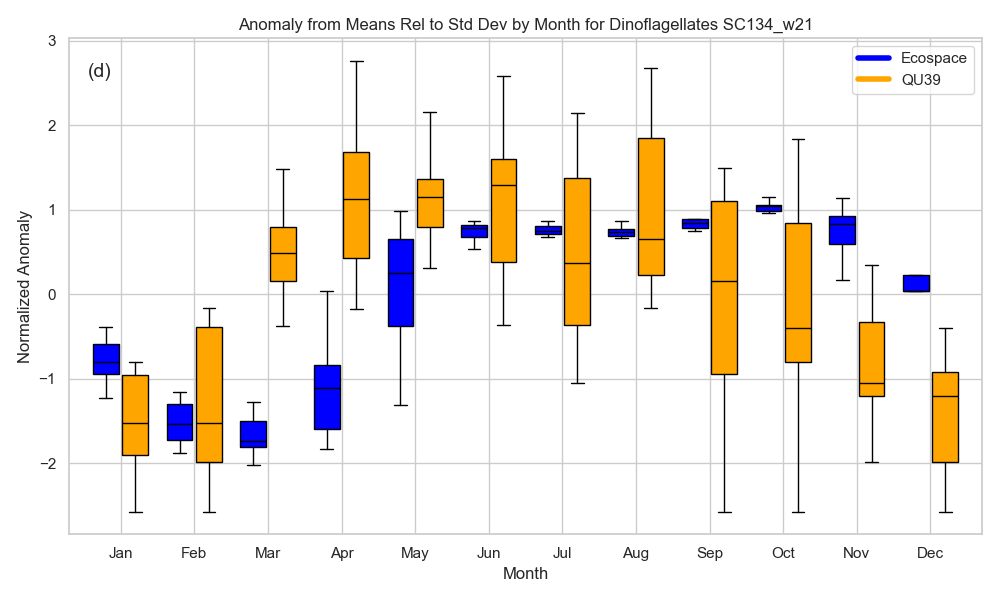 Anomaly from Means Rel to Std Dev by Month for Dinoflagellates SC134_w21
(d)
Ecospace
QU39
3
2
1
0
−1
−2
Normalized Anomaly
Jan Feb Mar Apr May Jun Jul Aug Sep Oct Nov Dec
Month